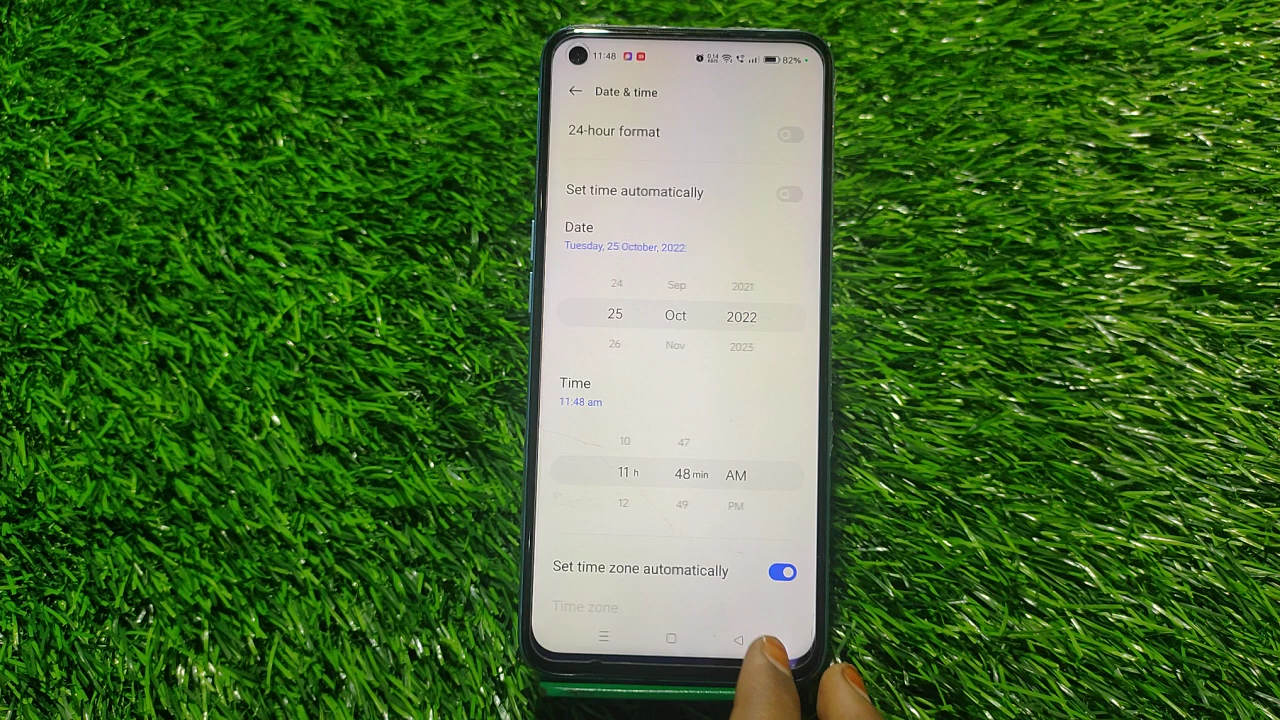 11:48 82%
Date & time
24-hour format
Set time automatically
Date
Tuesday, 25 October, 2022
24 Sep 2021
25 Oct 2022
26 Nov 2023
Time
11:48 am
10 47
11 h 48 min AM
12 49 PM
Set time zone automatically
Time zone